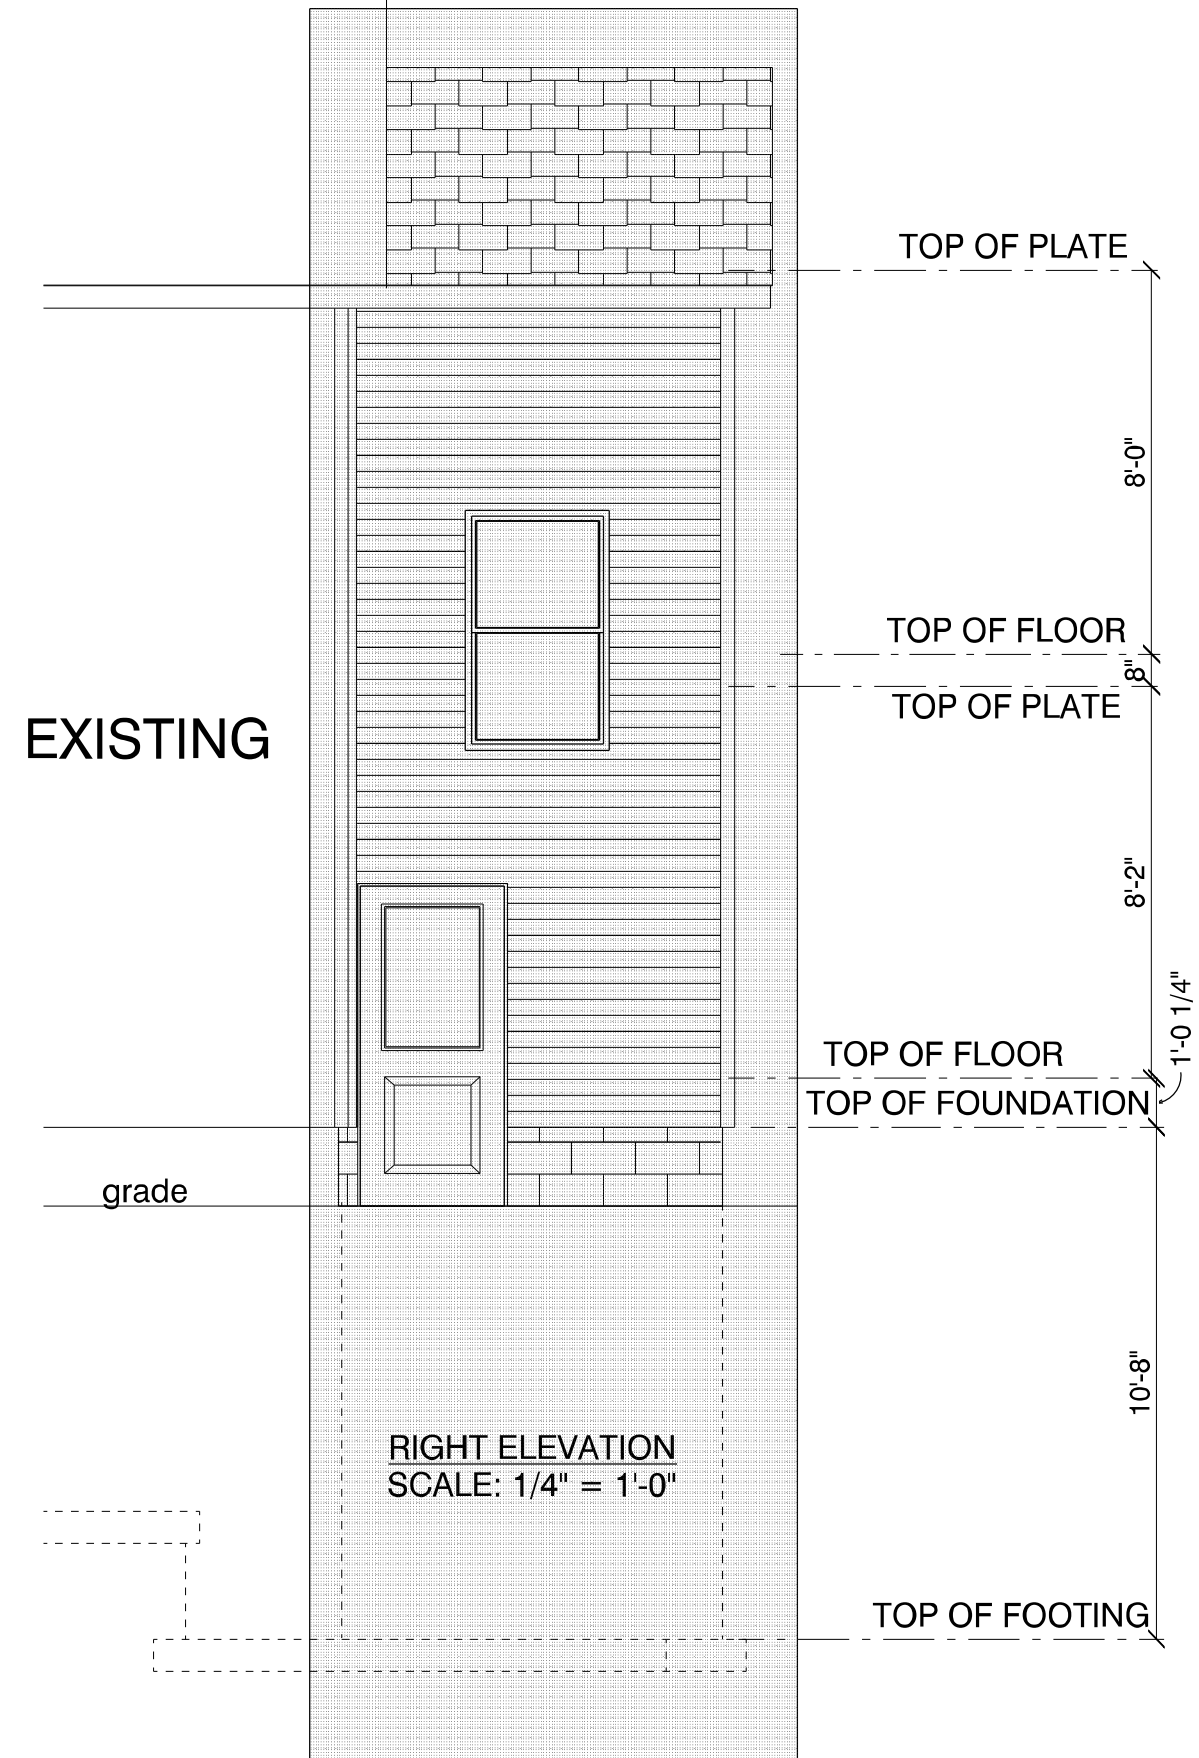 TOP OF PLATE
8'-0"
TOP OF FLOOR
8"
TOP OF PLATE
EXISTING
8'-2"
1'-0 1/4"
TOP OF FLOOR
TOP OF FOUNDATION
grade
10'-8"
RIGHT ELEVATION
SCALE: 1/4" = 1'-0"
TOP OF FOOTING